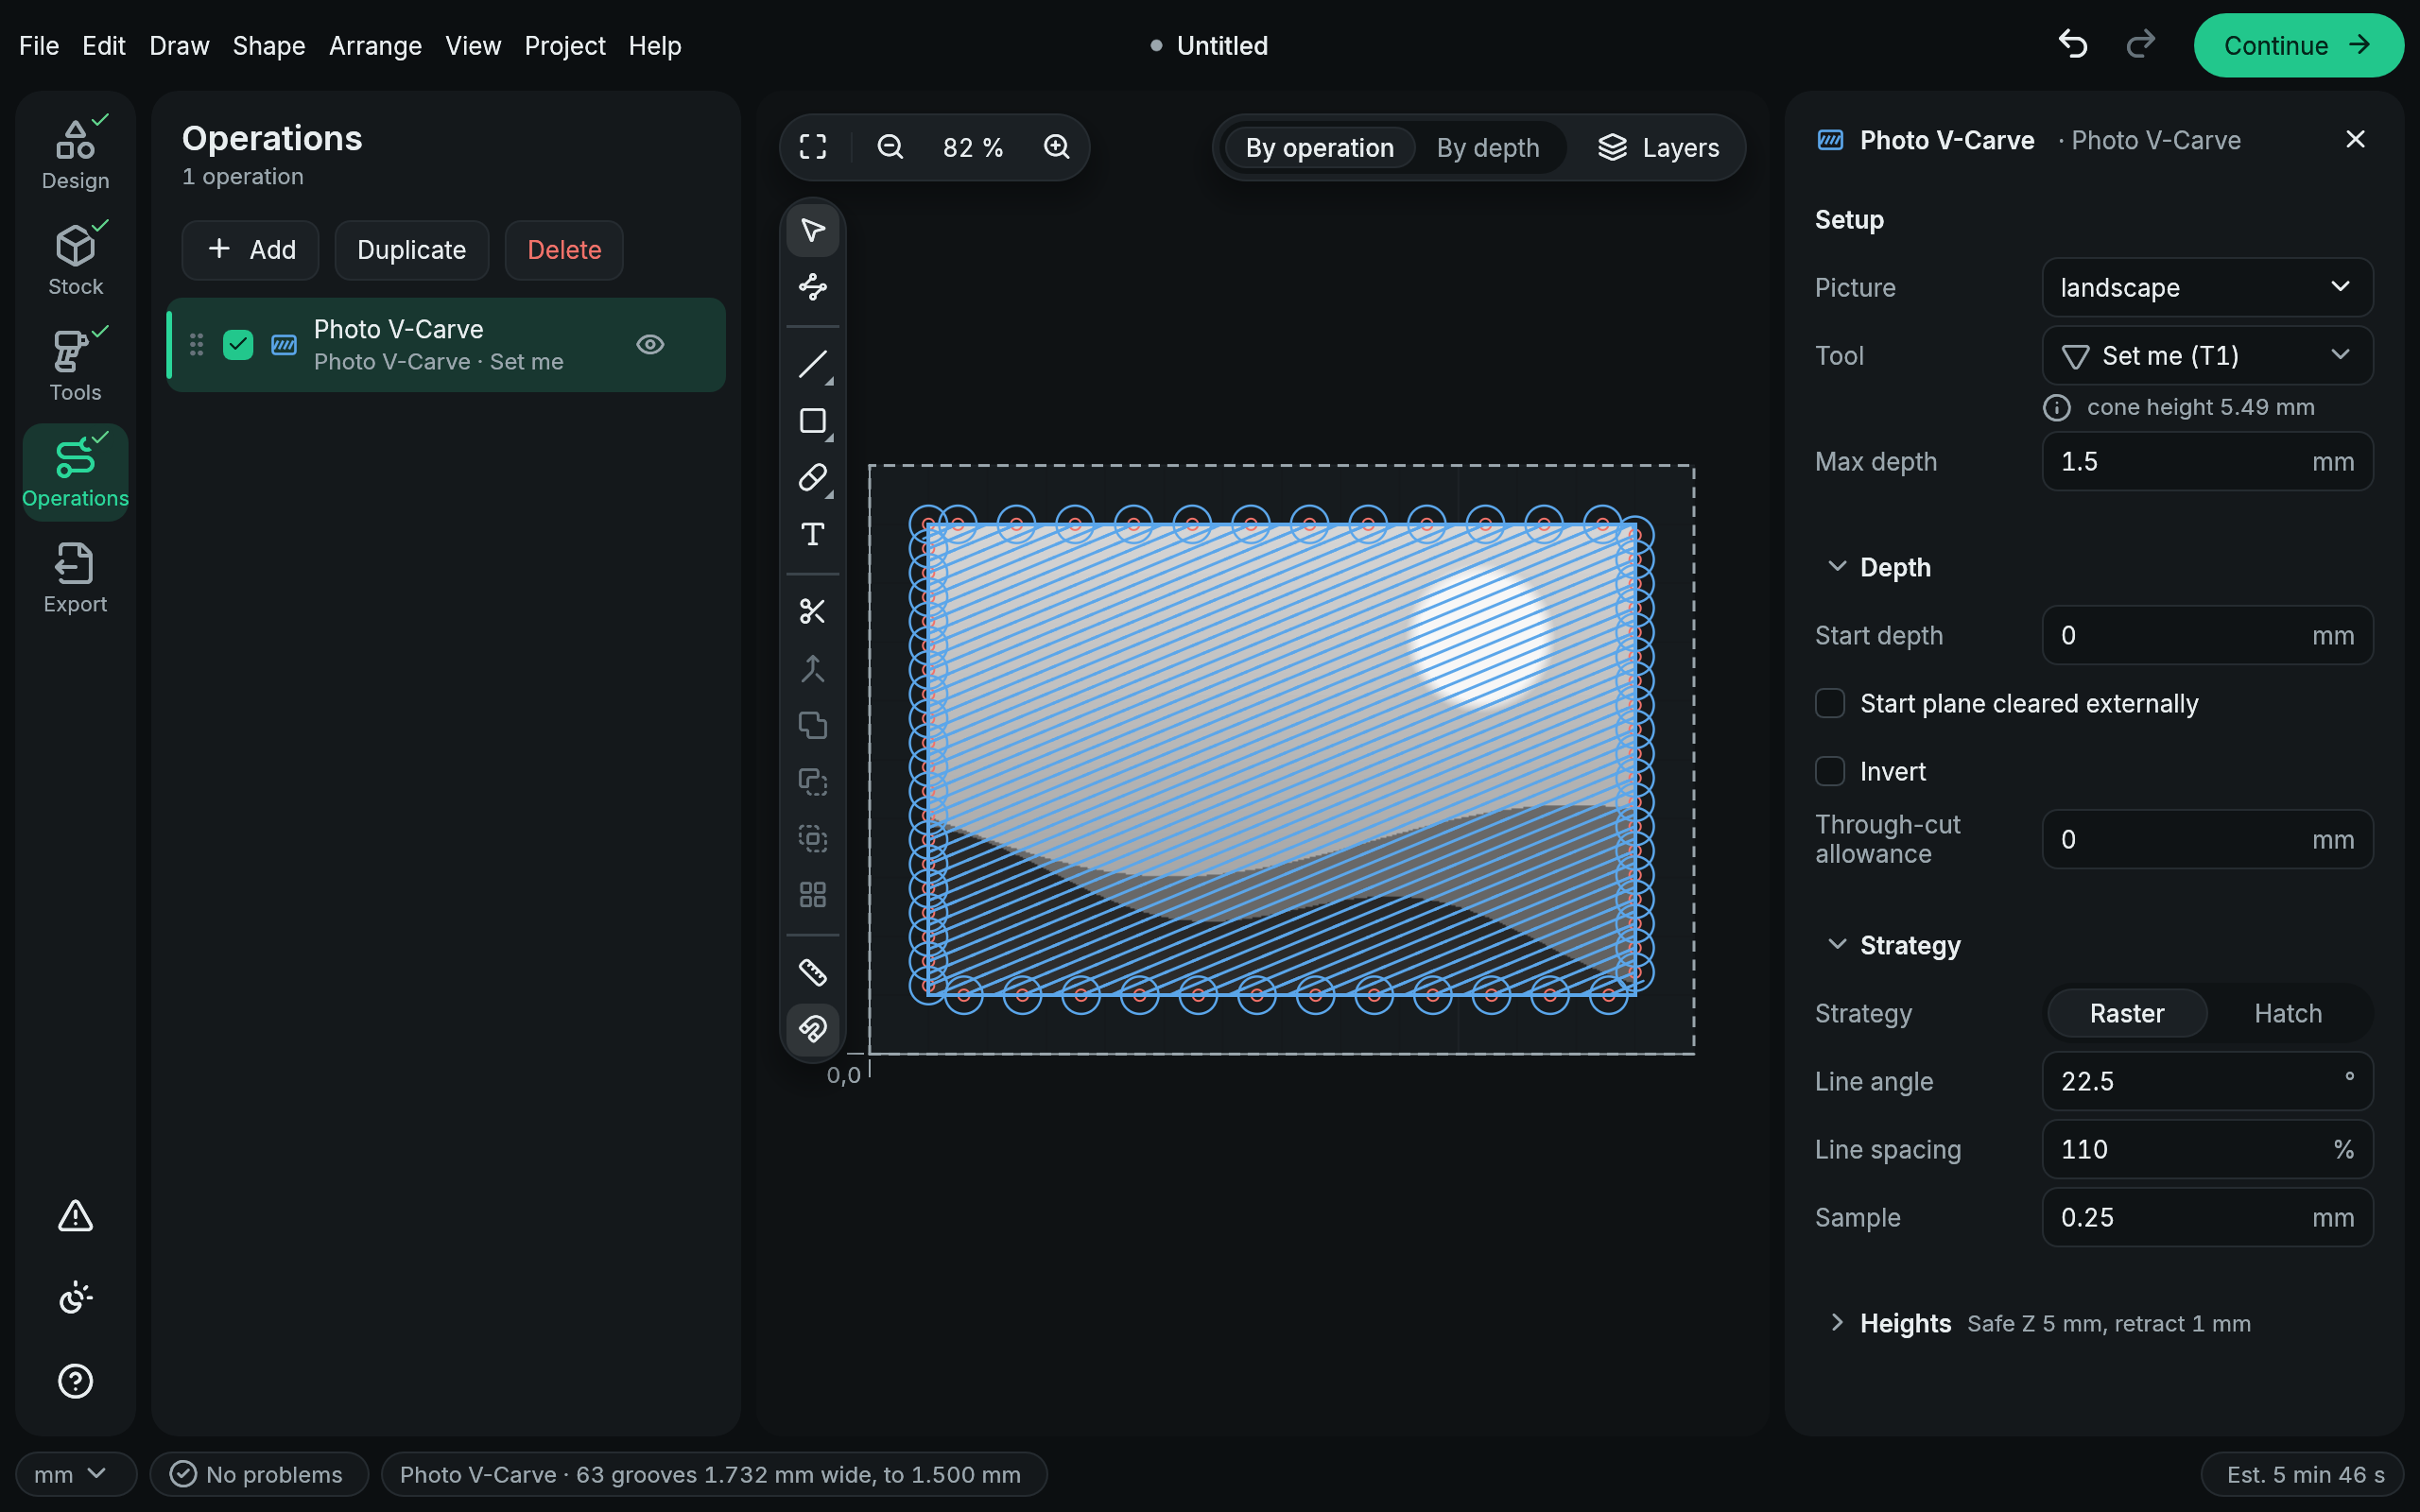 File Edit Draw Shape Arrange View Project Help
Untitled
Continue
Design
Stock
Tools
Operations
Export
Operations
1 operation
Add
Duplicate
Delete
Photo V-Carve
Photo V-Carve · Set me
82 %
By operation
By depth
Layers
0,0
Photo V-Carve · Photo V-Carve
Setup
Picture landscape
Tool Set me (T1)
cone height 5.49 mm
Max depth 1.5 mm
Depth
Start depth 0 mm
Start plane cleared externally
Invert
Through-cut
allowance
0 mm
Strategy
Strategy Raster Hatch
Line angle 22.5 °
Line spacing 110 %
Sample 0.25 mm
Heights Safe Z 5 mm, retract 1 mm
mm
No problems
Photo V-Carve · 63 grooves 1.732 mm wide, to 1.500 mm
Est. 5 min 46 s